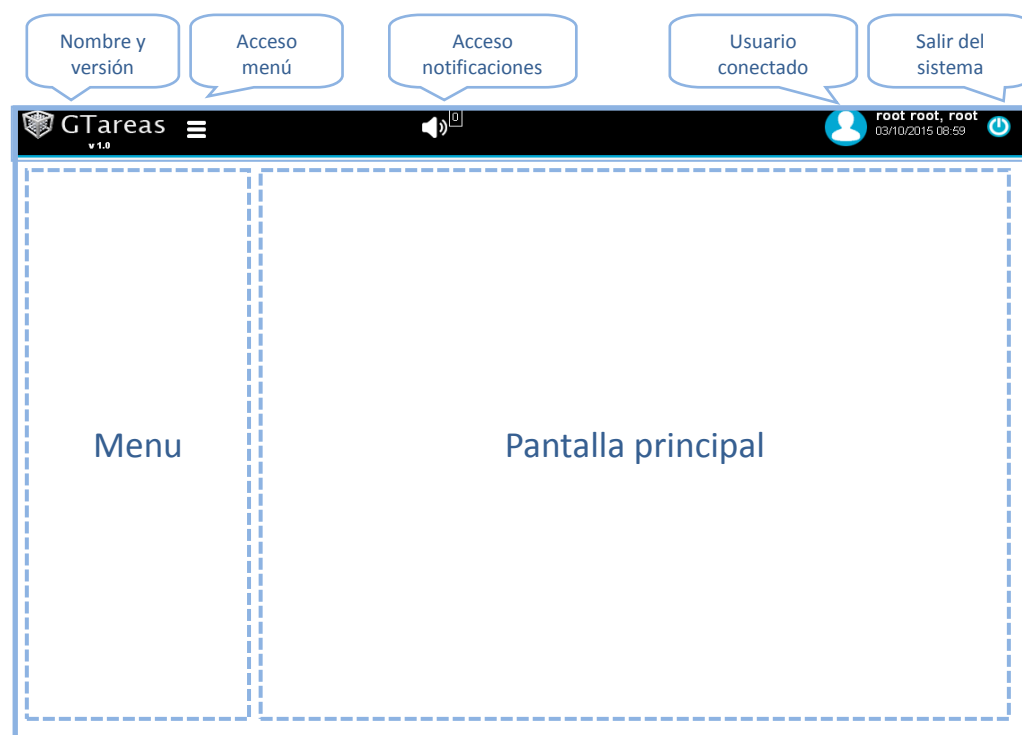 Nombre y
versión
Acceso
menú
Acceso
notificaciones
Usuario
conectado
Salir del
sistema
GTareas
v 1.0
0
root root, root
03/10/2015 08:59
Menu
Pantalla principal